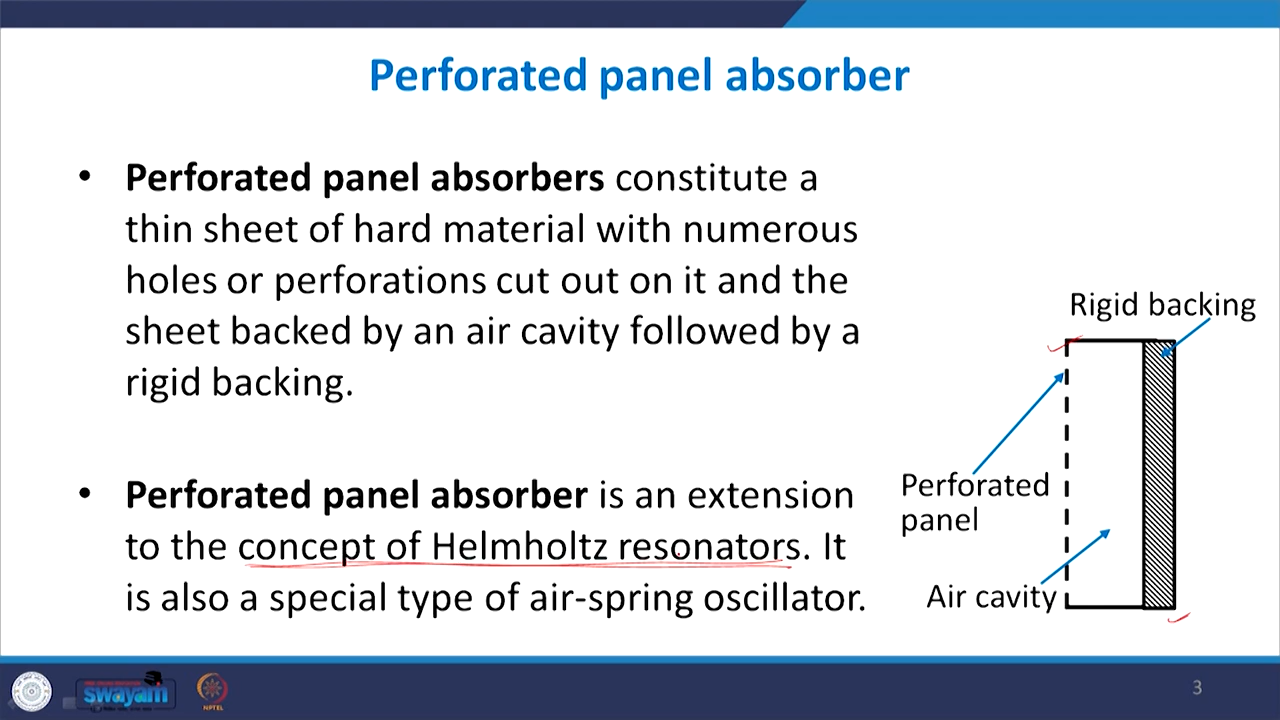 Perforated panel absorber
• Perforated panel absorbers constitute a
thin sheet of hard material with numerous
holes or perforations cut out on it and the
sheet backed by an air cavity followed by a
rigid backing.
• Perforated panel absorber is an extension
to the concept of Helmholtz resonators. It
is also a special type of air-spring oscillator.
Rigid backing
Perforated
panel
Air cavity
swayam
NPTEL
3